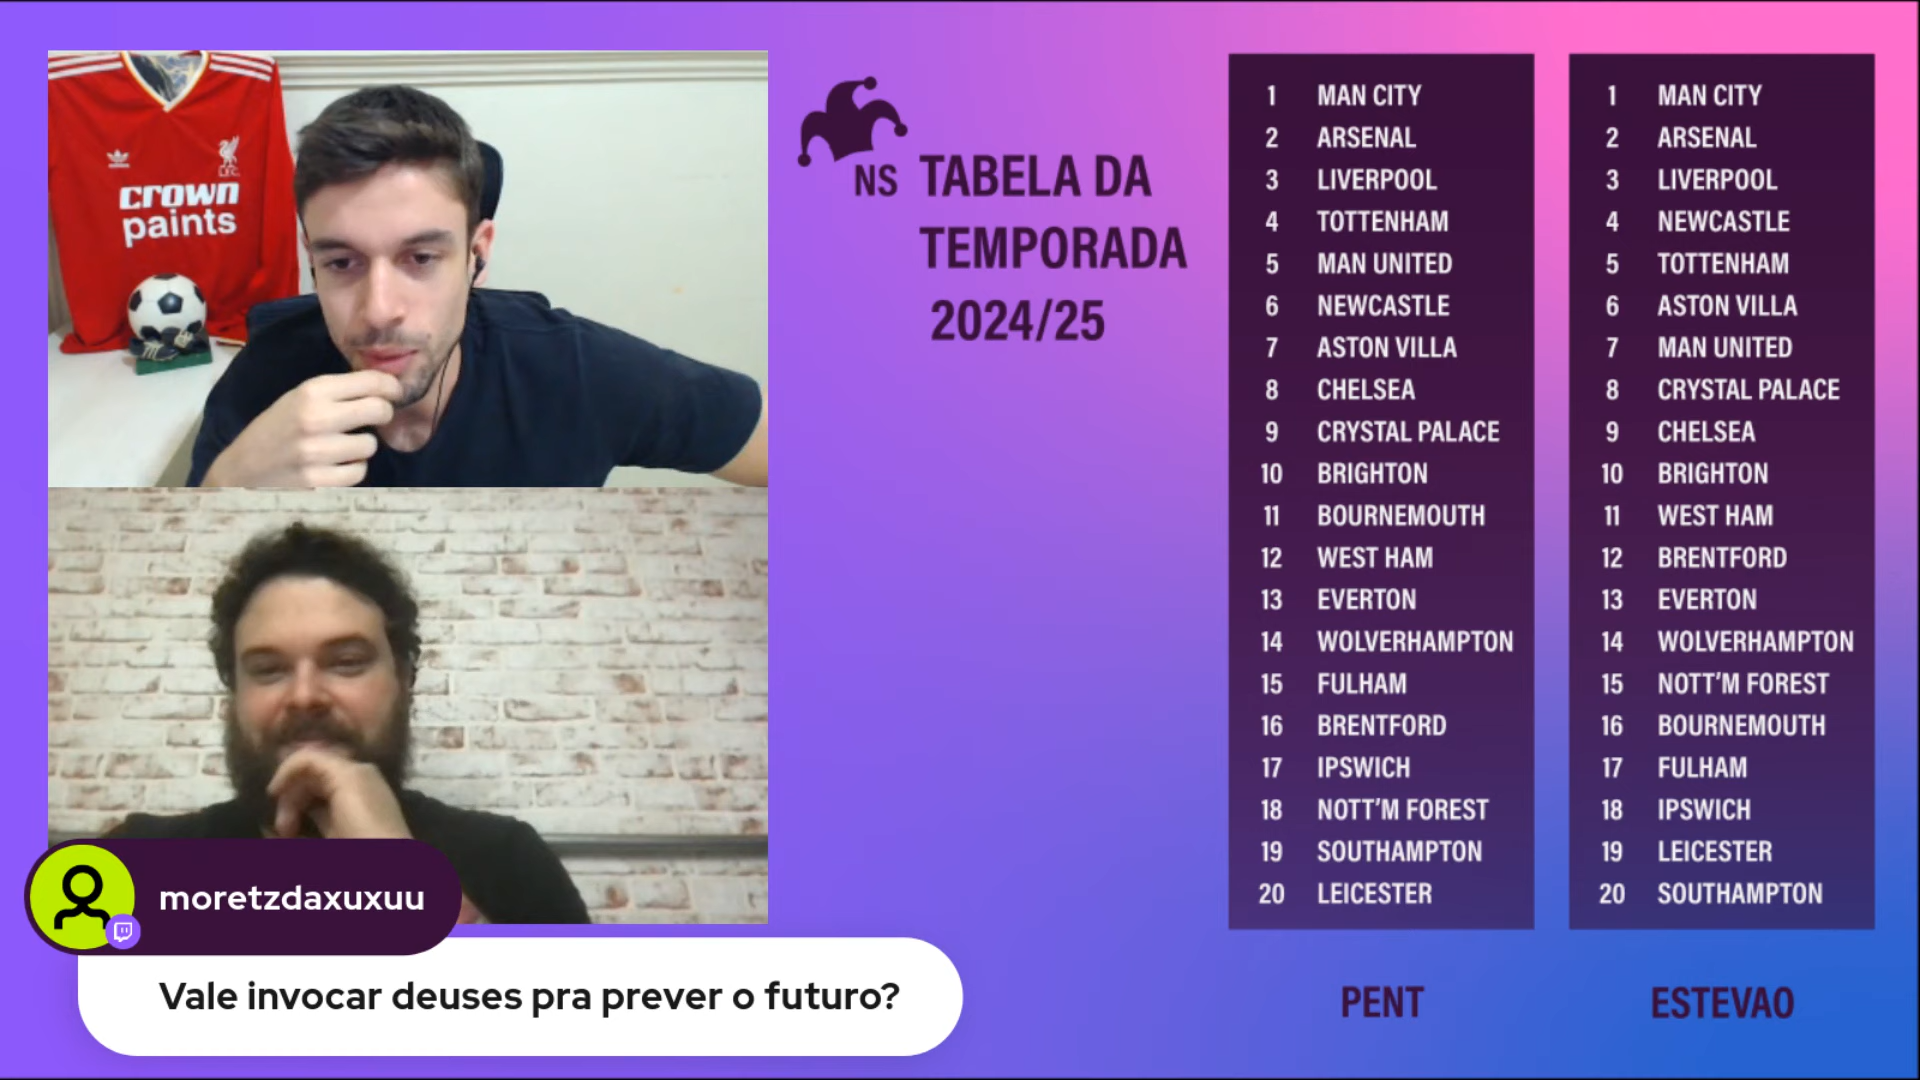 crown
paints
L.F.C.
NS
TABELA DA
TEMPORADA
2024/25
1 MAN CITY
2 ARSENAL
3 LIVERPOOL
4 TOTTENHAM
5 MAN UNITED
6 NEWCASTLE
7 ASTON VILLA
8 CHELSEA
9 CRYSTAL PALACE
10 BRIGHTON
11 BOURNEMOUTH
12 WEST HAM
13 EVERTON
14 WOLVERHAMPTON
15 FULHAM
16 BRENTFORD
17 IPSWICH
18 NOTT'M FOREST
19 SOUTHAMPTON
20 LEICESTER
PENT
1 MAN CITY
2 ARSENAL
3 LIVERPOOL
4 NEWCASTLE
5 TOTTENHAM
6 ASTON VILLA
7 MAN UNITED
8 CRYSTAL PALACE
9 CHELSEA
10 BRIGHTON
11 WEST HAM
12 BRENTFORD
13 EVERTON
14 WOLVERHAMPTON
15 NOTT'M FOREST
16 BOURNEMOUTH
17 FULHAM
18 IPSWICH
19 LEICESTER
20 SOUTHAMPTON
ESTEVAO
moretzdaxuxuu
Vale invocar deuses pra prever o futuro?